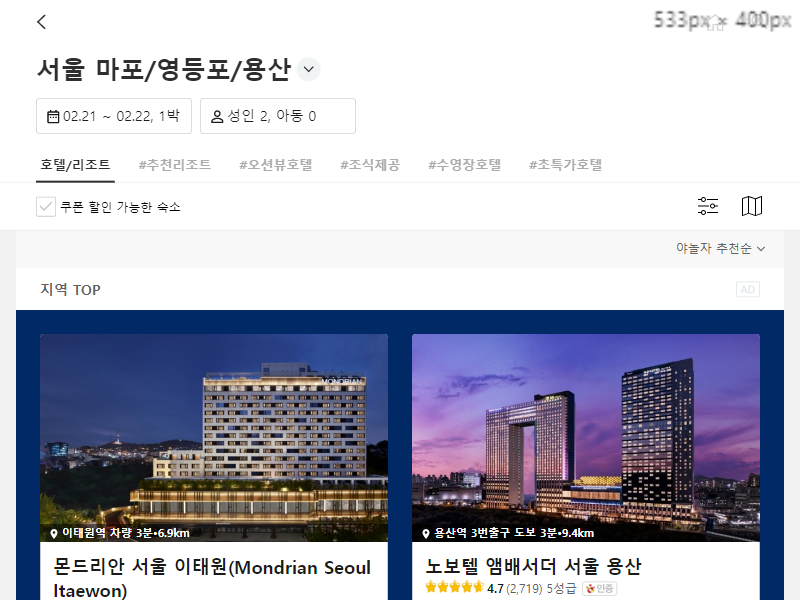 533px × 400px
서울 마포/영등포/용산
02.21 ~ 02.22, 1박 성인 2, 아동 0
호텔/리조트 #추천리조트 #오션뷰호텔 #조식제공 #수영장호텔 #초특가호텔
쿠폰 할인 가능한 숙소
야놀자 추천순
지역 TOP AD
MONDRIAN
이태원역 차량 3분•6.9km
용산역 3번출구 도보 3분•9.4km
몬드리안 서울 이태원(Mondrian Seoul
Itaewon)
노보텔 앰배서더 서울 용산
4.7 (2,719) 5성급 인증